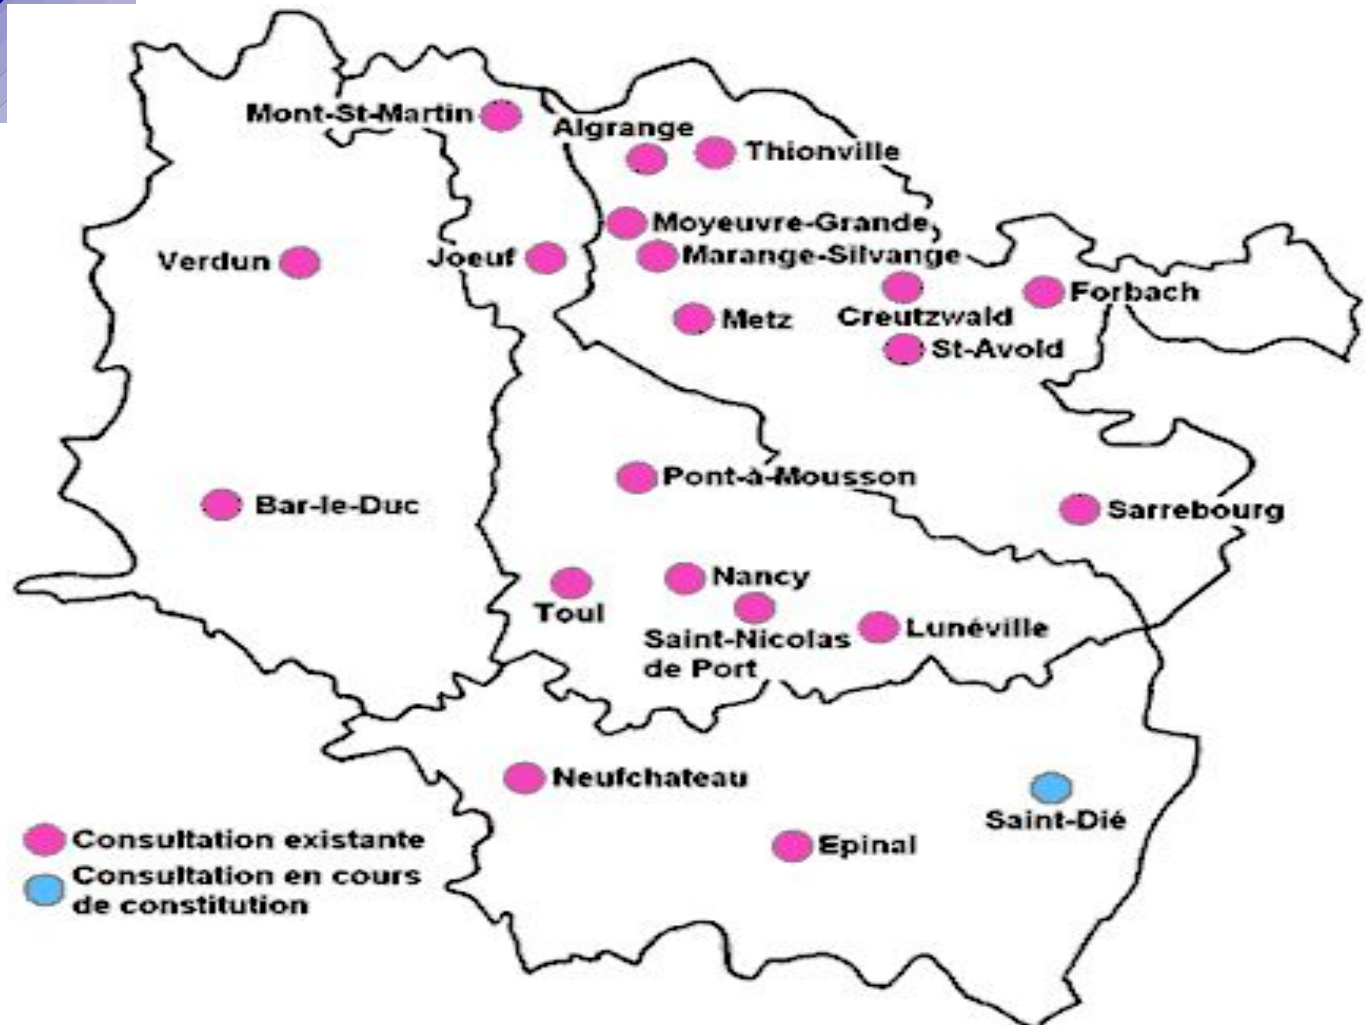 Mont-St-Martin
Algrange
Thionville
Moyeuvre-Grande
Verdun
Joeuf
Marange-Silvange
Metz
Creutzwald
Forbach
St-Avold
Pont-à-Mousson
Bar-le-Duc
Sarrebourg
Nancy
Toul
Saint-Nicolas
de Port
Lunéville
Neufchateau
Saint-Dié
Epinal
Consultation existante
Consultation en cours
de constitution